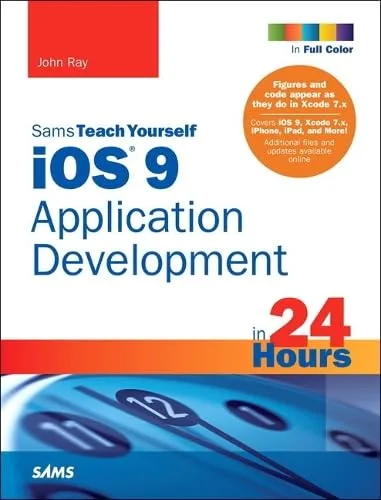 John Ray
In Full Color
Figures and
code appear as
they do in Xcode 7.x
Covers iOS 9, Xcode 7.x,
iPhone, iPad, and More!
Additional files and
updates available
online
Sams Teach Yourself
iOS® 9
Application
Development
in 24
Hours
11
12
SAMS